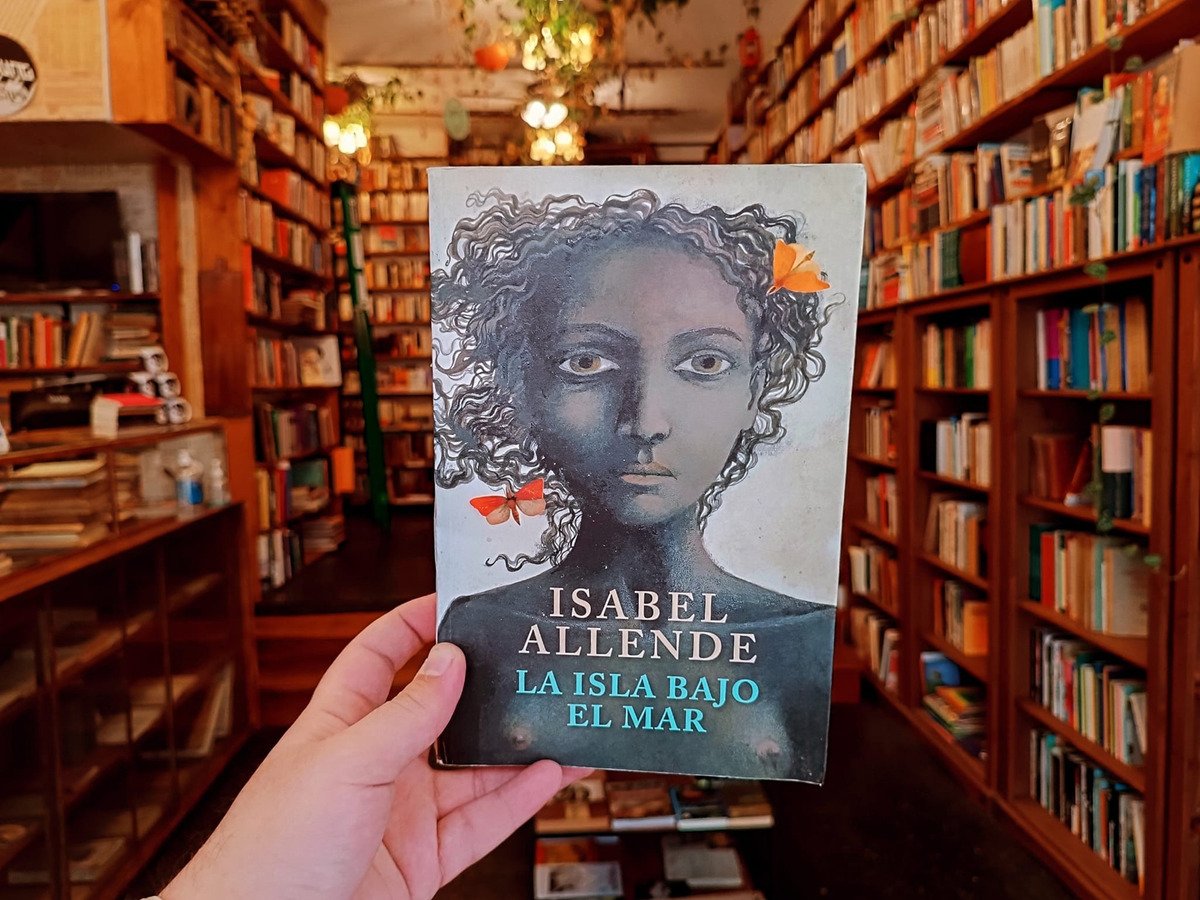 ISABEL
ALLENDE
LA ISLA BAJO
EL MAR